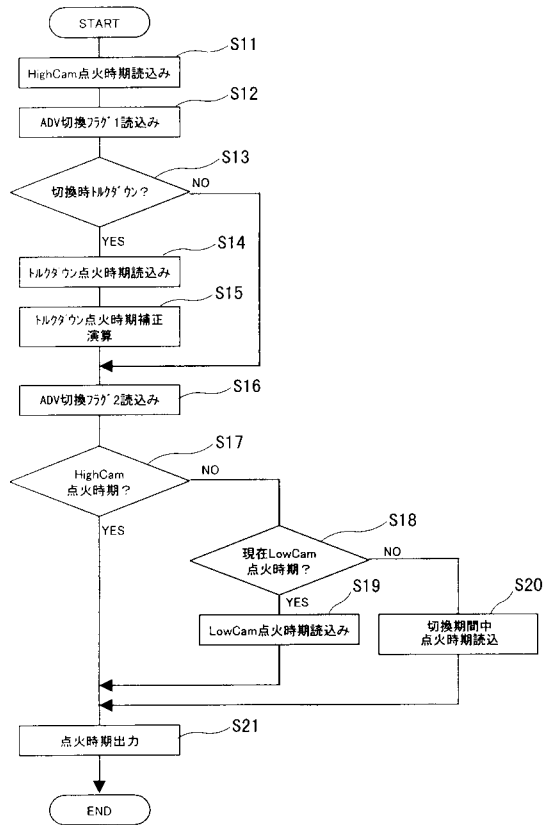 START
S11
HighCam点火時期読込み
S12
ADV切換ﾌﾗｸﾞ1読込み
S13
切換時ﾄﾙｸﾀﾞｳﾝ？
NO
YES
S14
ﾄﾙｸﾀﾞｳﾝ点火時期読込み
S15
ﾄﾙｸﾀﾞｳﾝ点火時期補正
演算
S16
ADV切換ﾌﾗｸﾞ2読込み
S17
HighCam
点火時期？
NO
YES
S18
現在LowCam
点火時期？
NO
YES
S19
LowCam点火時期読込み
S20
切換期間中
点火時期読込
S21
点火時期出力
END